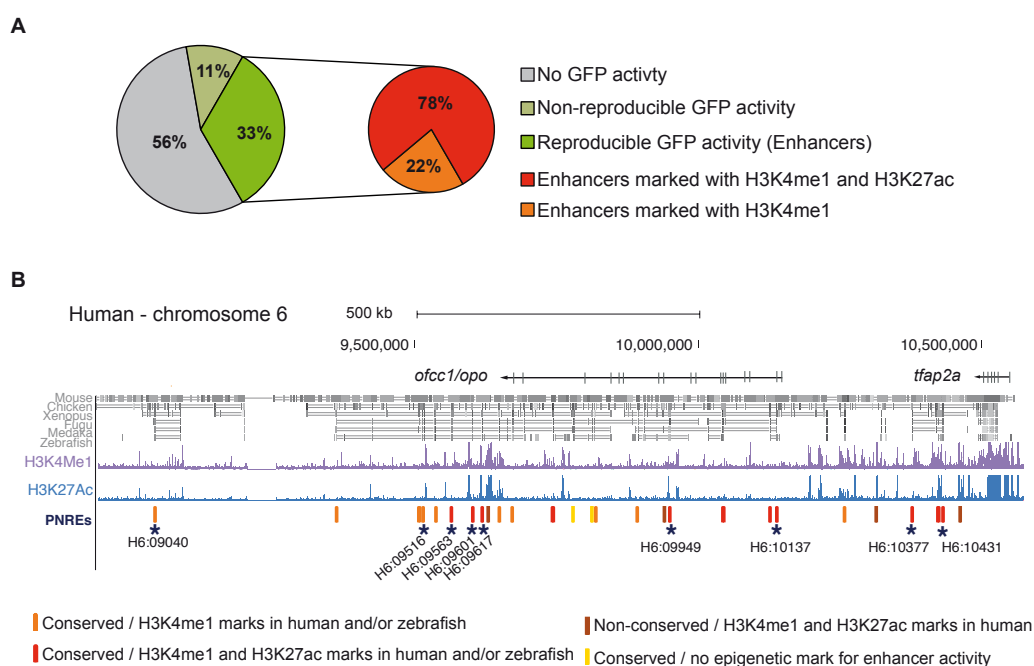 A
11%
56%
33%
78%
22%
No GFP activty
Non-reproducible GFP activity
Reproducible GFP activity (Enhancers)
Enhancers marked with H3K4me1 and H3K27ac
Enhancers marked with H3K4me1
B
Human - chromosome 6
500 kb
9,500,000
10,000,000
10,500,000
ofcc1/opo
tfap2a
Mouse
Chicken
Xenopus
Fugu
Medaka
Zebrafish
H3K4Me1
H3K27Ac
PNREs
* * * * * * * * *
H6:09040
H6:09516
H6:09563
H6:09601
H6:09617
H6:09949
H6:10137
H6:10377
H6:10431
Conserved / H3K4me1 marks in human and/or zebrafish
Non-conserved / H3K4me1 and H3K27ac marks in human
Conserved / H3K4me1 and H3K27ac marks in human and/or zebrafish
Conserved / no epigenetic mark for enhancer activity